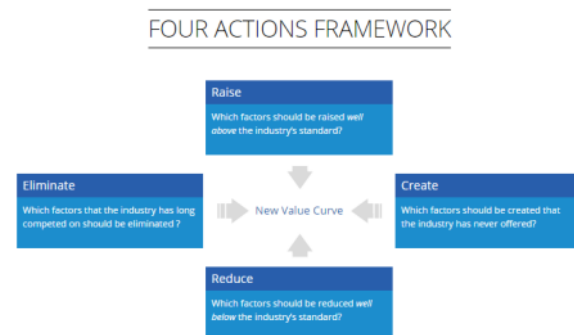 FOUR ACTIONS FRAMEWORK
Raise
Which factors should be raised well
above the industry's standard?
Eliminate
Which factors that the industry has long
competed on should be eliminated ?
New Value Curve
Create
Which factors should be created that
the industry has never offered?
Reduce
Which factors should be reduced well
below the industry's standard?